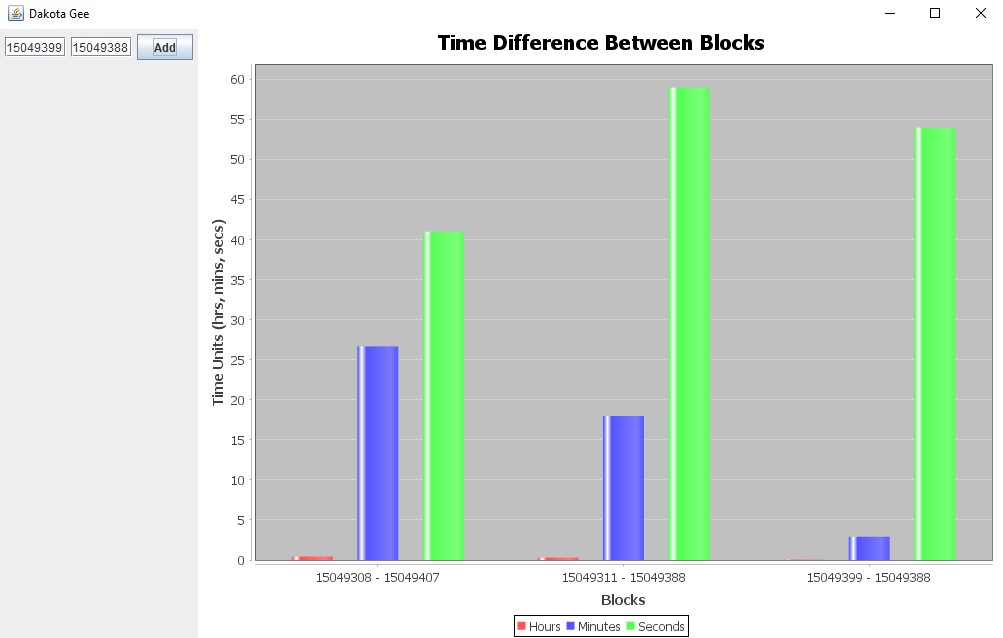 Dakota Gee
15049399 15049388 Add
Time Difference Between Blocks
Time Units (hrs, mins, secs)
60
55
50
45
40
35
30
25
20
15
10
5
0
15049308 - 15049407 15049311 - 15049388 15049399 - 15049388
Blocks
Hours Minutes Seconds